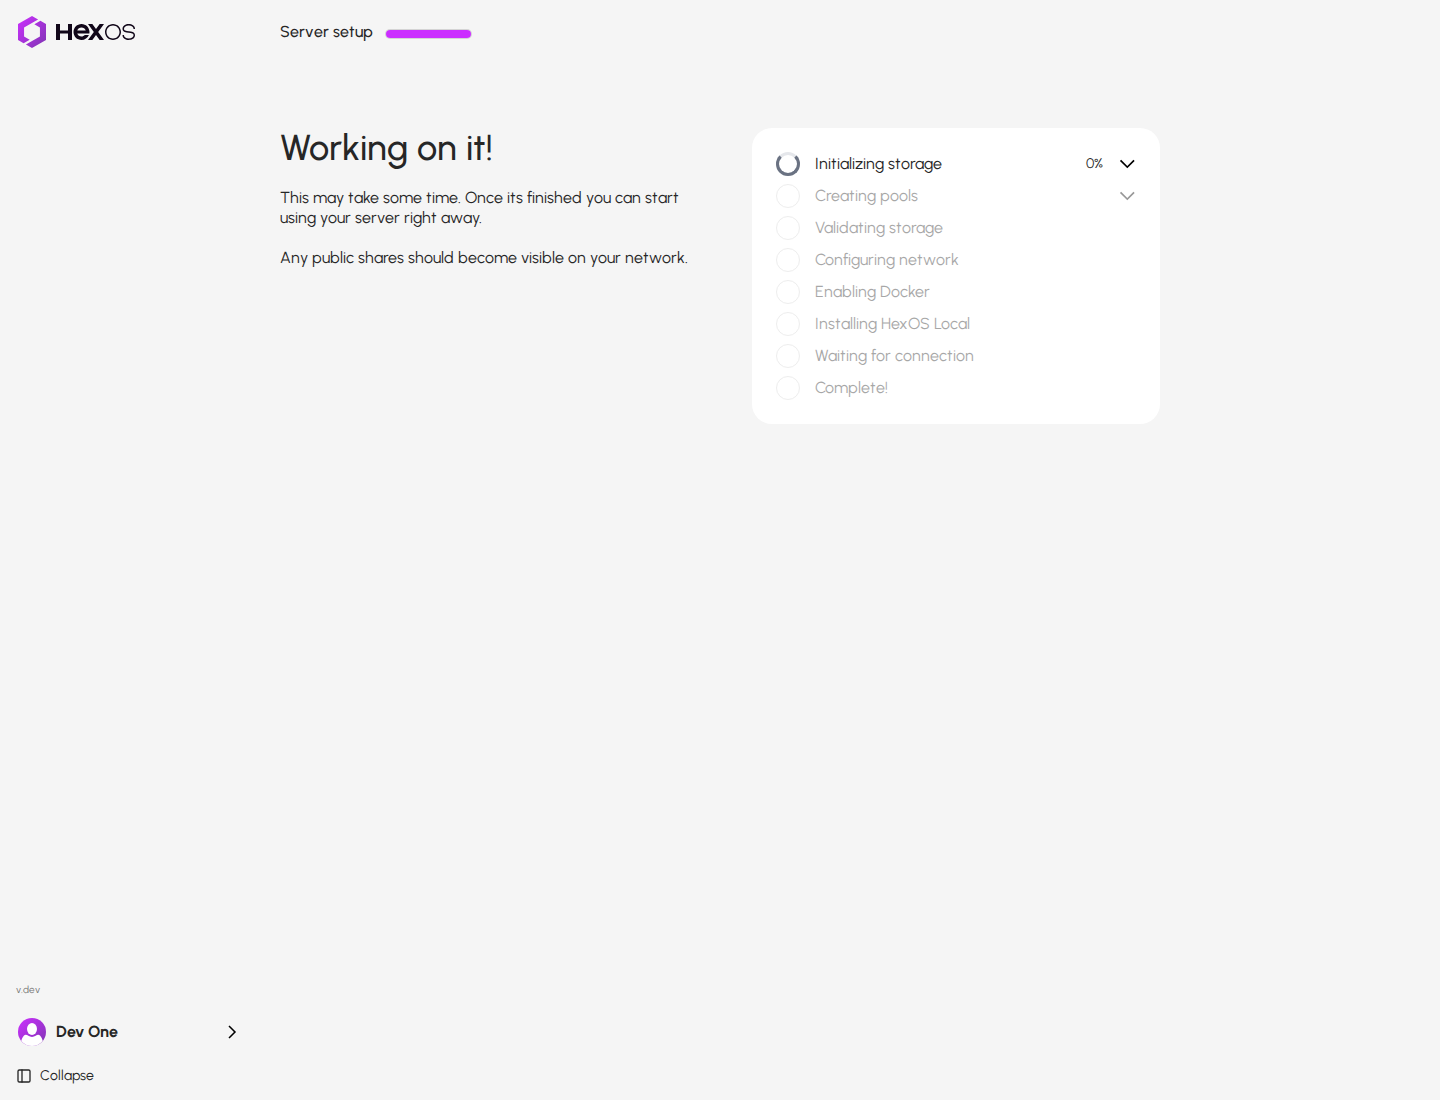 HexOS
Server setup
Working on it!
This may take some time. Once its finished you can start
using your server right away.
Any public shares should become visible on your network.
Initializing storage 0%
Creating pools
Validating storage
Configuring network
Enabling Docker
Installing HexOS Local
Waiting for connection
Complete!
v.dev
Dev One
Collapse